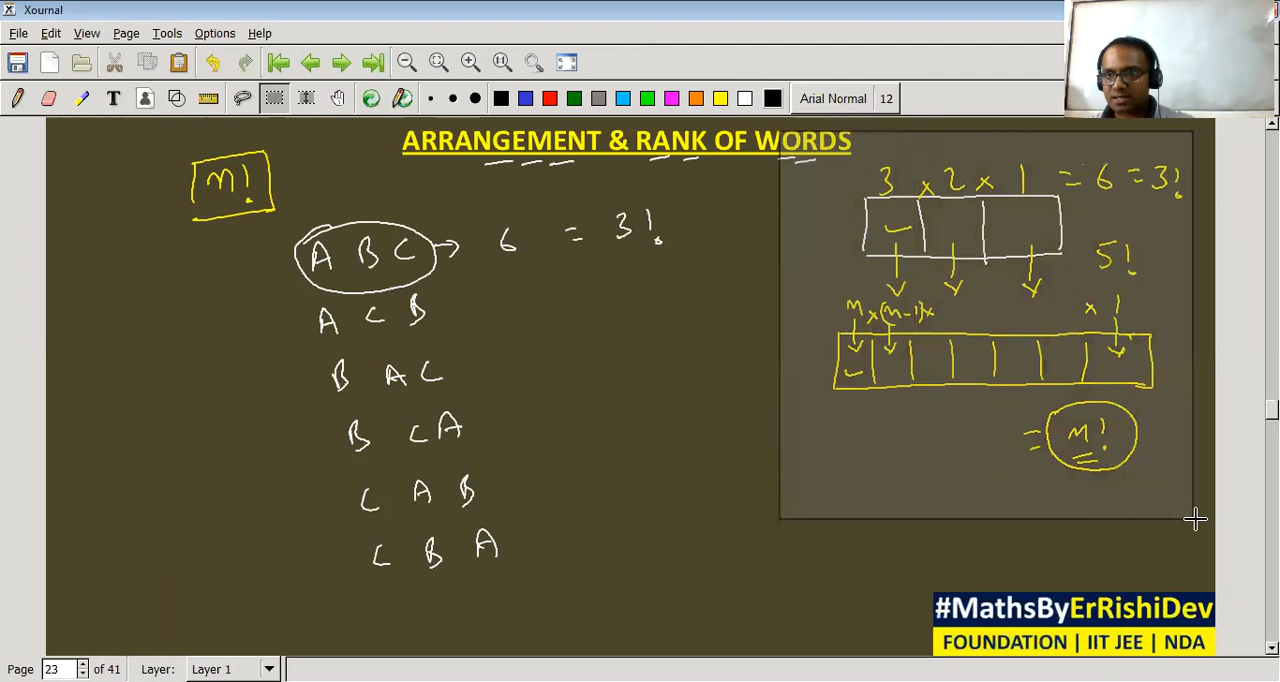 Xournal
File Edit View Page Tools Options Help
Arial Normal 12
ARRANGEMENT & RANK OF WORDS
n!
A B C → 6 = 3!
A C B
B A C
B C A
C A B
C B A
3 × 2 × 1 = 6 = 3!
5!
n × (n-1) × × 1
= n!
#MathsByErRishiDev
FOUNDATION | IIT JEE | NDA
Page 23 of 41 Layer: Layer 1